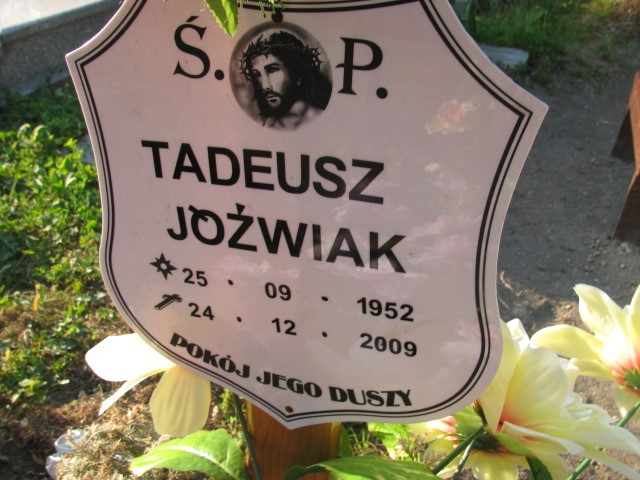 Ś. P.
TADEUSZ
JÓŹWIAK
25 · 09 · 1952
24 · 12 · 2009
POKÓJ JEGO DUSZY